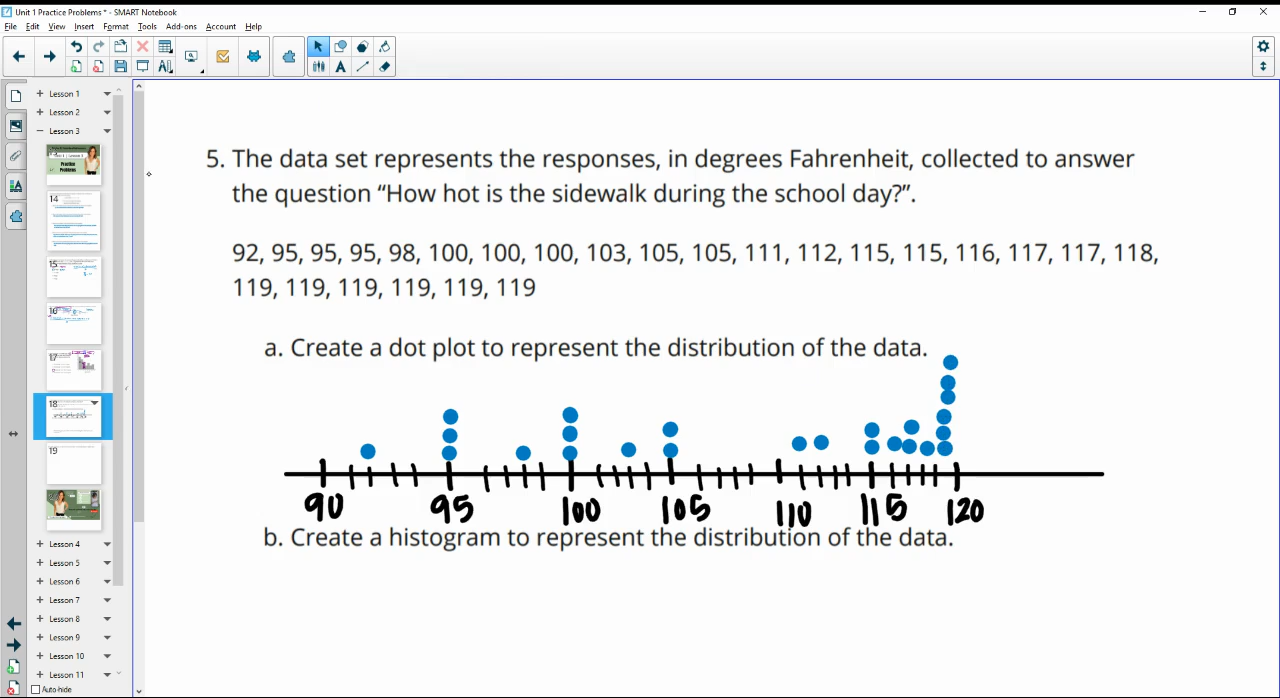 Unit 1 Practice Problems * - SMART Notebook
File Edit View Insert Format Tools Add-ons Account Help
Lesson 1
Lesson 2
Lesson 3
Practice
Problems
14
15
16
17
18
19
Lesson 4
Lesson 5
Lesson 6
Lesson 7
Lesson 8
Lesson 9
Lesson 10
Lesson 11
Auto-hide
5. The data set represents the responses, in degrees Fahrenheit, collected to answer
the question “How hot is the sidewalk during the school day?”.
92, 95, 95, 95, 98, 100, 100, 100, 103, 105, 105, 111, 112, 115, 115, 116, 117, 117, 118,
119, 119, 119, 119, 119, 119
a. Create a dot plot to represent the distribution of the data.
90 95 100 105 110 115 120
b. Create a histogram to represent the distribution of the data.